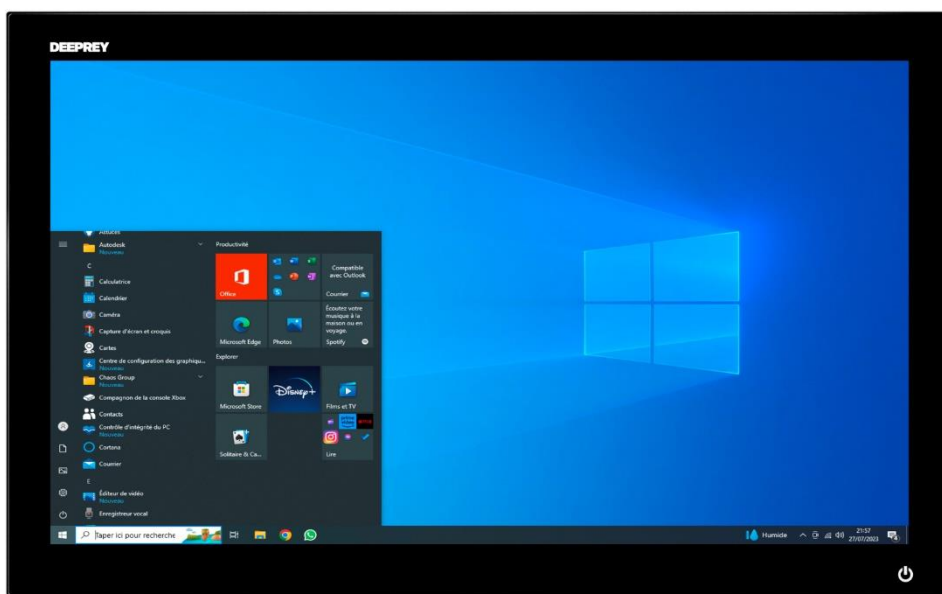 DEEPREY
Astuces
Autodesk
Nouveau
C
Calculatrice
Calendrier
Caméra
Capture d'écran et croquis
Cartes
Centre de configuration des graphiqu...
Nouveau
Chaos Group
Nouveau
Compagnon de la console Xbox
Contacts
Contrôle d'intégrité du PC
Nouveau
Cortana
Courrier
E
Éditeur de vidéo
Nouveau
Enregistreur vocal
Productivité
Office
Compatible
avec Outlook
Courrier
Microsoft Edge
Photos
Écoutez votre
musique à la
maison ou en
voyage.
Spotify
Explorer
Microsoft Store
Disney+
Films et TV
Solitaire & Ca...
Lire
Taper ici pour recherche
Humide
21:57
27/07/2023